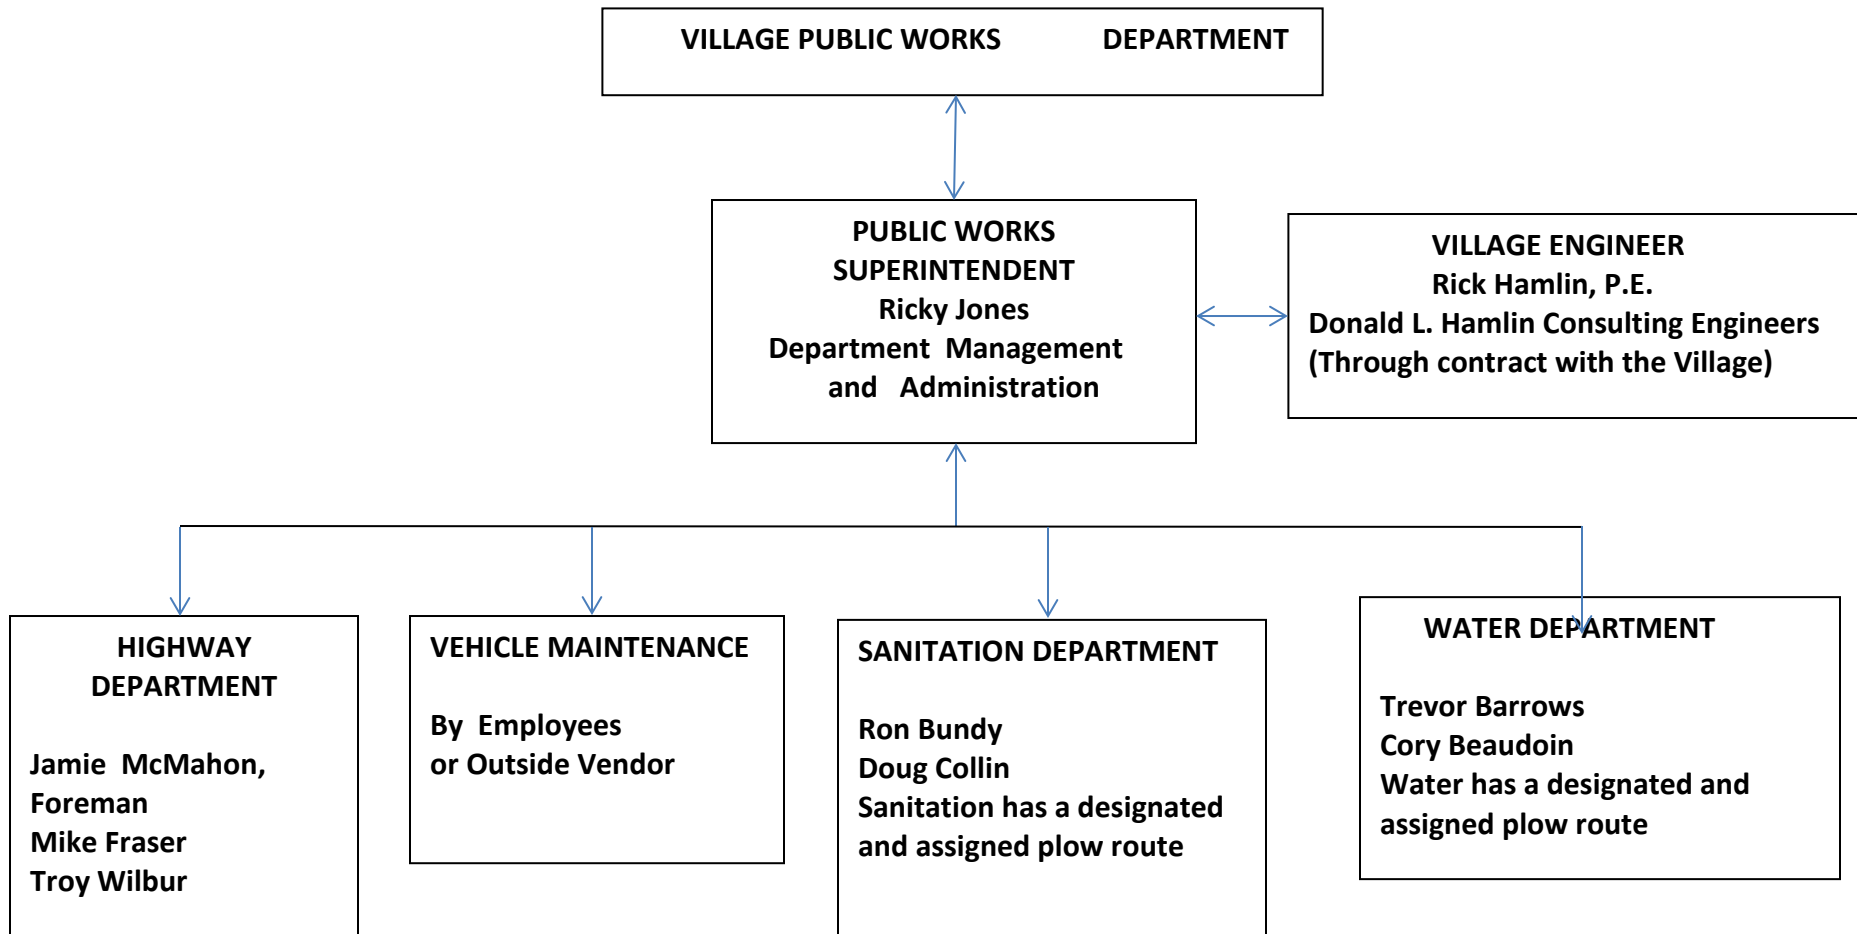 VILLAGE PUBLIC WORKS DEPARTMENT
PUBLIC WORKS
SUPERINTENDENT
Ricky Jones
Department Management
and Administration
VILLAGE ENGINEER
Rick Hamlin, P.E.
Donald L. Hamlin Consulting Engineers
(Through contract with the Village)
HIGHWAY
DEPARTMENT
Jamie McMahon,
Foreman
Mike Fraser
Troy Wilbur
VEHICLE MAINTENANCE
By Employees
or Outside Vendor
SANITATION DEPARTMENT
Ron Bundy
Doug Collin
Sanitation has a designated
and assigned plow route
WATER DEPARTMENT
Trevor Barrows
Cory Beaudoin
Water has a designated and
assigned plow route